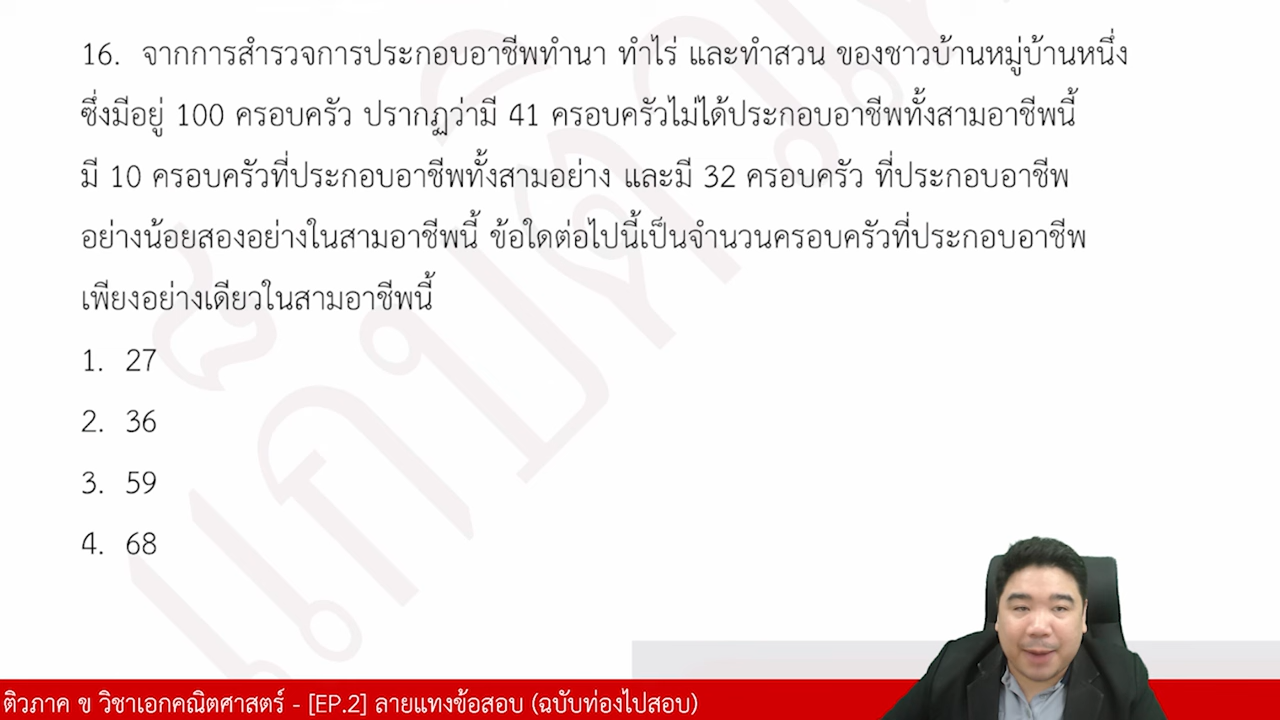 16. จากการสำรวจการประกอบอาชีพทำนา ทำไร่ และทำสวน ของชาวบ้านหมู่บ้านหนึ่ง
ซึ่งมีอยู่ 100 ครอบครัว ปรากฏว่ามี 41 ครอบครัวไม่ได้ประกอบอาชีพทั้งสามอาชีพนี้
มี 10 ครอบครัวที่ประกอบอาชีพทั้งสามอย่าง และมี 32 ครอบครัว ที่ประกอบอาชีพ
อย่างน้อยสองอย่างในสามอาชีพนี้ ข้อใดต่อไปนี้เป็นจำนวนครอบครัวที่ประกอบอาชีพ
เพียงอย่างเดียวในสามอาชีพนี้
1. 27
2. 36
3. 59
4. 68
ติวภาค ข วิชาเอกคณิตศาสตร์ - [EP.2] ลายแทงข้อสอบ (ฉบับท่องไปสอบ)